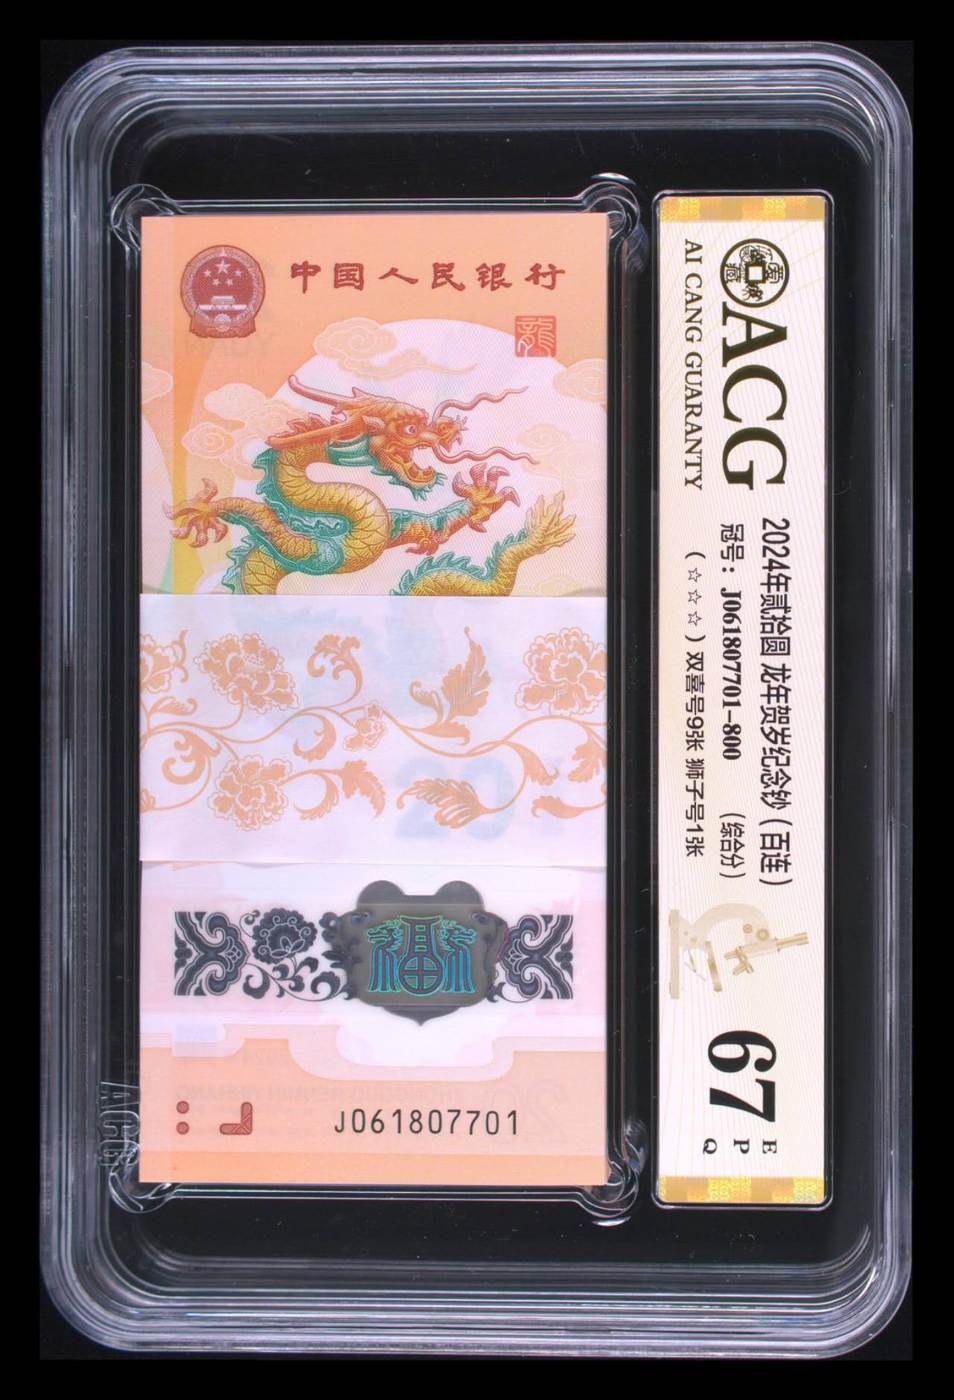 中国人民银行
龍
J061807701
ACG
AI CANG GUARANTY
2024年贰拾圆 龙年贺岁纪念钞（百连）
冠号：J061807701-800 （综合分）
（☆☆☆）双喜号9张 狮子号1张
67
E
P
Q
ACG